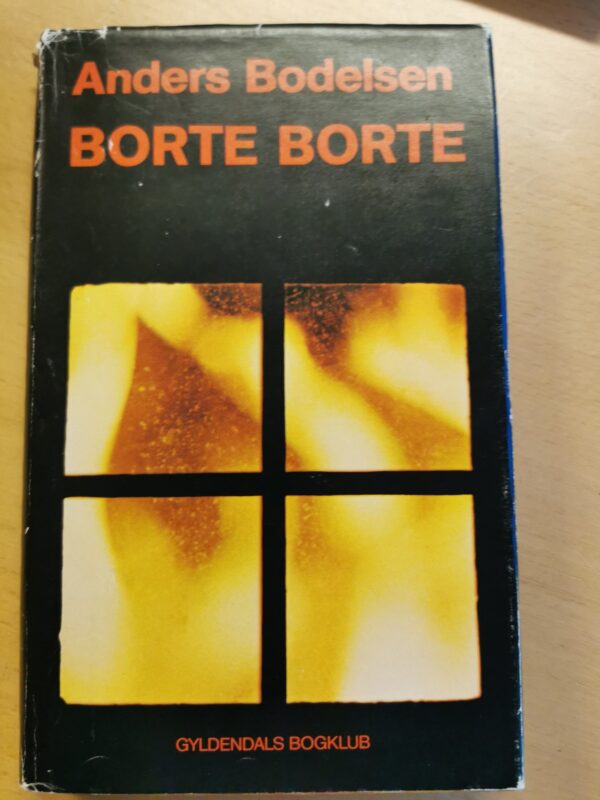 Anders Bodelsen
BORTE BORTE
GYLDENDALS BOGKLUB